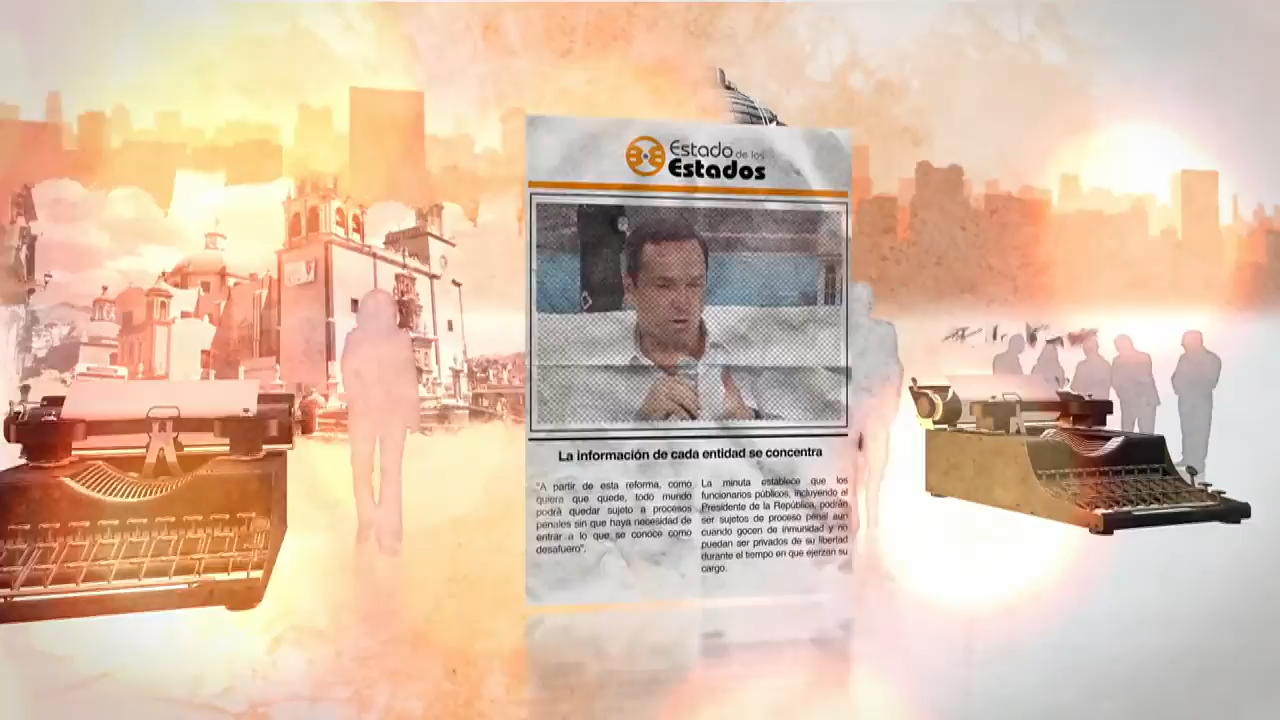 Estado de los
Estados
La información de cada entidad se concentra
"A partir de esta reforma, como
quiera que quede, todo mundo
podrá quedar sujeto a procesos
penales sin que haya necesidad de
entrar a lo que se conoce como
desafuero".
La minuta establece que los
funcionarios públicos, incluyendo al
Presidente de la República, podrán
ser sujetos de proceso penal aun
cuando gocen de inmunidad y no
puedan ser privados de su libertad
durante el tiempo en que ejerzan su
cargo.